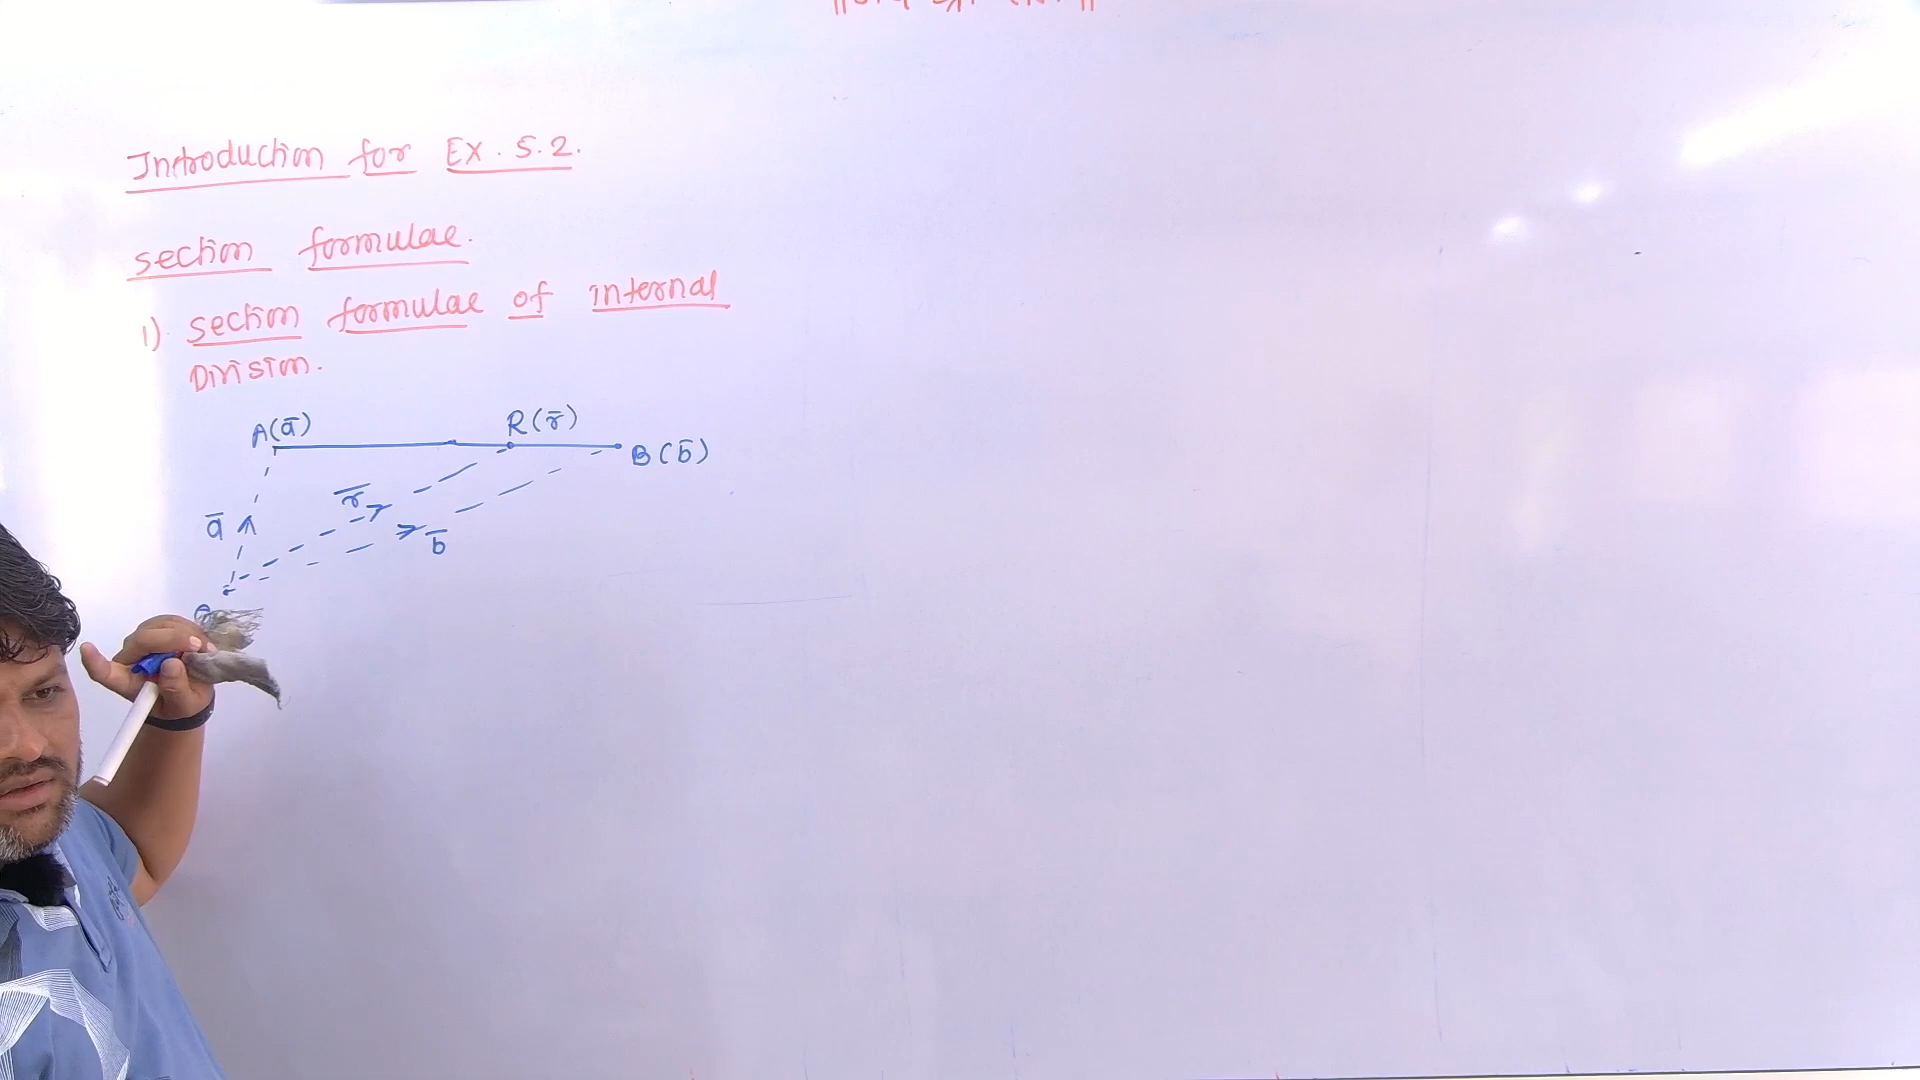 Introduction for Ex. 5.2.
section formulae.
1) section formulae of internal
Division.
A(a̅) R(r̅)
B(b̅)
r̅
a̅
b̅